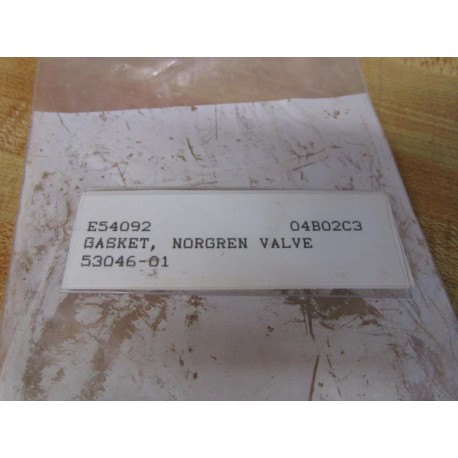 E54092 04B02C3
GASKET, NORGREN VALVE
53046-01